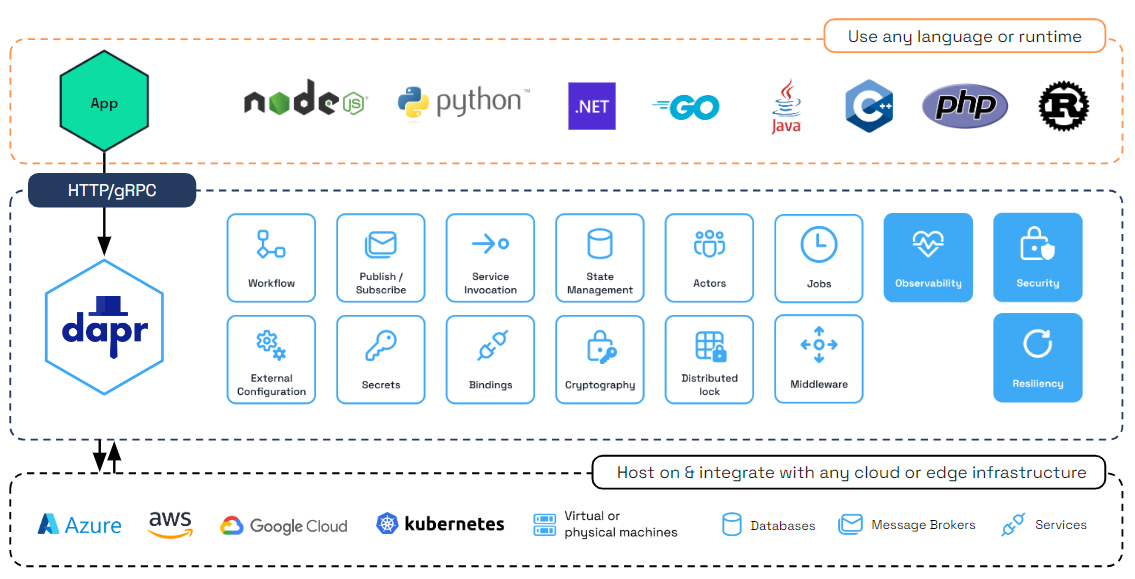 Use any language or runtime
App
node
JS
python™
.NET
GO
Java
C++
php
R
HTTP/gRPC
dapr
Workflow
Publish /
Subscribe
Service
Invocation
State
Management
Actors
Jobs
Observability
Security
External
Configuration
Secrets
Bindings
Cryptography
Distributed
lock
Middleware
Resiliency
Host on & integrate with any cloud or edge infrastructure
Azure
aws
Google Cloud
kubernetes
Virtual or
physical machines
Databases
Message Brokers
Services